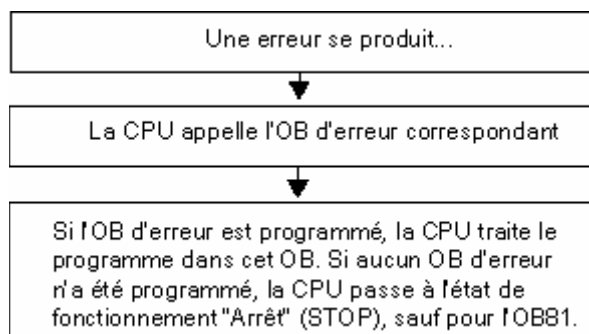 Une erreur se produit...
La CPU appelle l'OB d'erreur correspondant
Si l'OB d'erreur est programmé, la CPU traite le
programme dans cet OB. Si aucun OB d'erreur
n'a été programmé, la CPU passe à l'état de
fonctionnement "Arrêt" (STOP), sauf pour l'OB81.